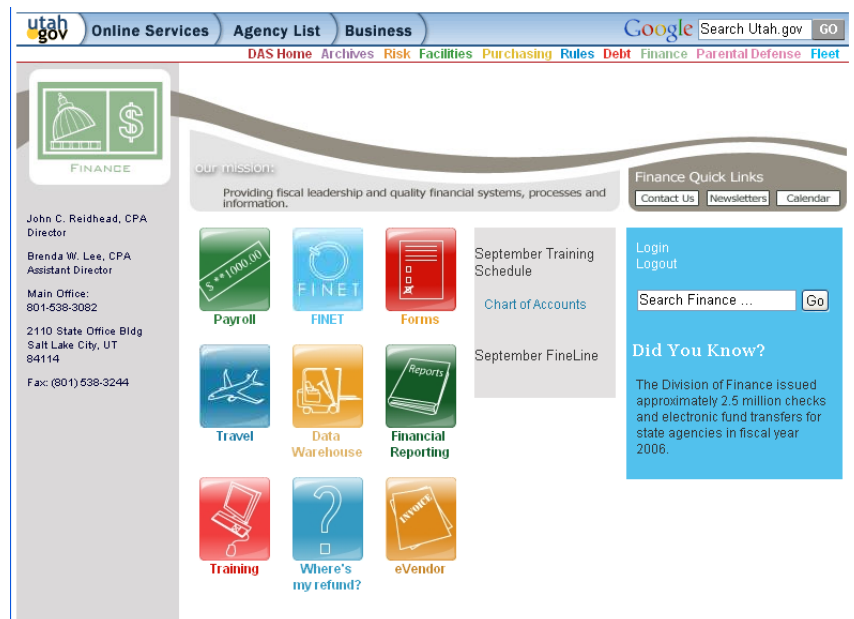 utah gov
Online Services
Agency List
Business
Google
Search Utah.gov
GO
DAS Home Archives Risk Facilities Purchasing Rules Debt Finance Parental Defense Fleet
$
FINANCE
our mission:
Providing fiscal leadership and quality financial systems, processes and
information.
Finance Quick Links
Contact Us
Newsletters
Calendar
John C. Reidhead, CPA
Director
Brenda W. Lee, CPA
Assistant Director
Main Office:
801-538-3082
2110 State Office Bldg
Salt Lake City, UT
84114
Fax: (801) 538-3244
$ **1000.00
Payroll
FINET
FINET
Forms
Travel
Data
Warehouse
Reports
Financial
Reporting
Training
?
Where's
my refund?
INVOICE
eVendor
September Training
Schedule
Chart of Accounts
September FineLine
Login
Logout
Search Finance ...
Go
Did You Know?
The Division of Finance issued
approximately 2.5 million checks
and electronic fund transfers for
state agencies in fiscal year
2006.